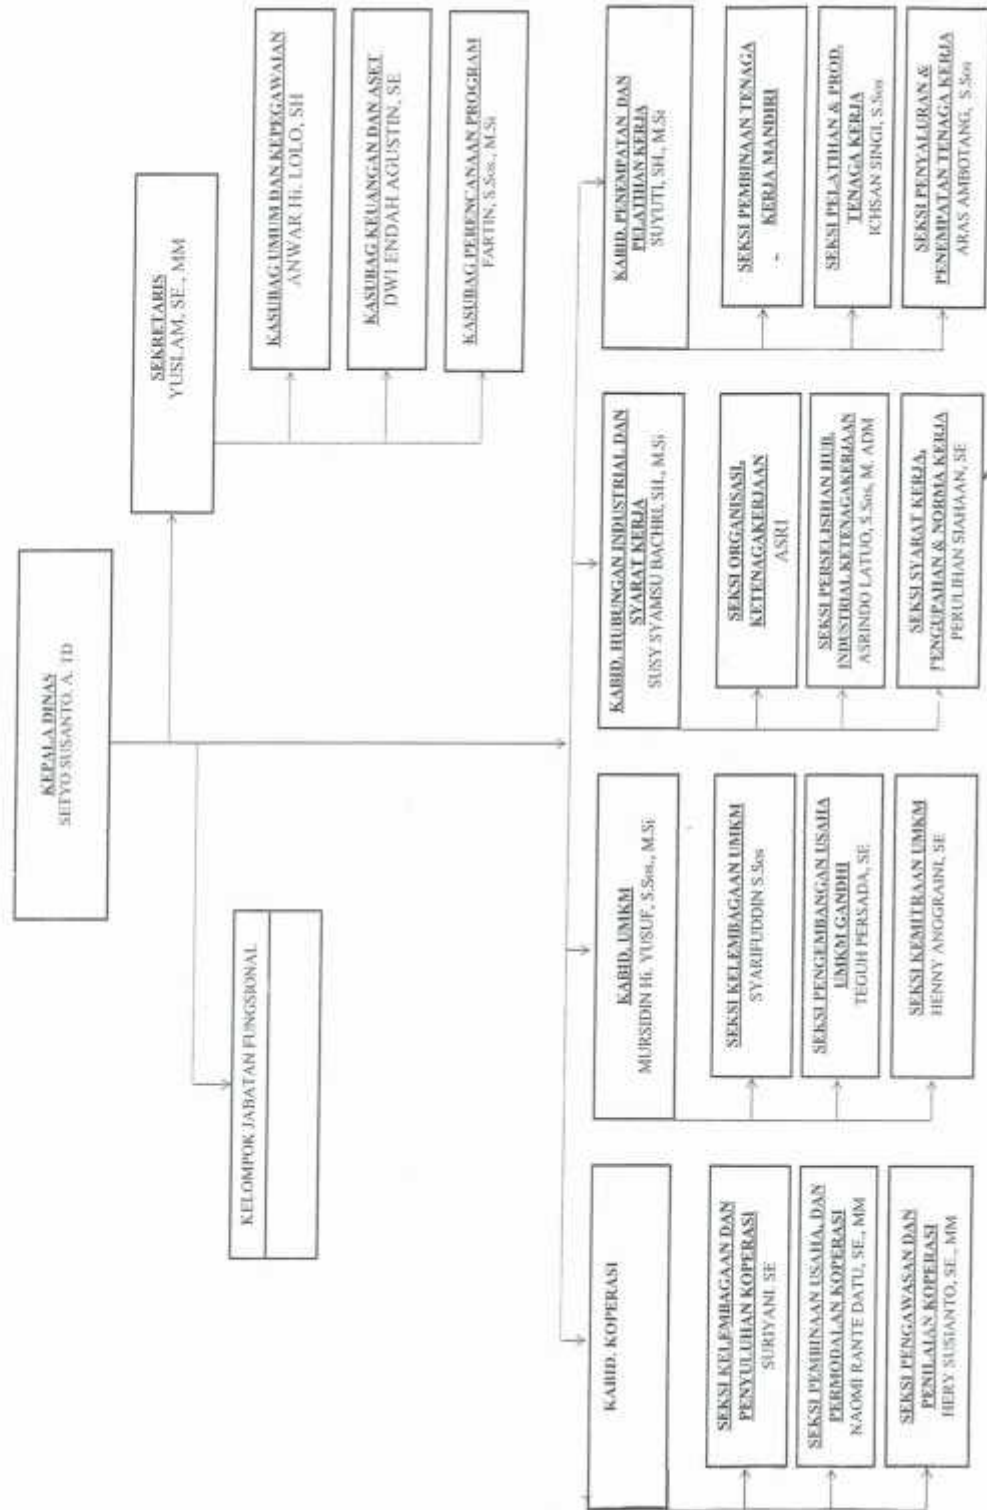 KEPALA DINAS
SETYO SUSANTO. A. TD
SEKRETARIS
YUSLAM, SE., MM
KELOMPOK JABATAN FUNGSIONAL
KASUBAG UMUM DAN KEPEGAWAIAN
ANWAR Hi. LOLO, SH
KASUBAG KEUANGAN DAN ASET
DWI ENDAH AGUSTIN, SE
KASUBAG PERENCANAAN PROGRAM
FARTIN, S.Sos., M.Si
KABID. KOPERASI
SEKSI KELEMBAGAAN DAN
PENYULUHAN KOPERASI
SURIYANI. SE
SEKSI PEMBINAAN USAHA, DAN
PERMODALAN KOPERASI
NAOMI RANTE DATU, SE., MM
SEKSI PENGAWASAN DAN
PENILAIAN KOPERASI
HERY SUSIANTO, SE., MM
KABID. UMKM
MURSIDIN Hi. YUSUF, S.Sos., M.Si
SEKSI KELEMBAGAAN UMKM
SYARIFUDDIN S.Sos
SEKSI PENGEMBANGAN USAHA
UMKM GANDHI
TEGUH PERSADA, SE
SEKSI KEMITRAAN UMKM
HENNY ANGGRAINI, SE
KABID. HUBUNGAN INDUSTRIAL DAN
SYARAT KERJA
SUSY SYAMSU BACHRI, SH., M.Si
SEKSI ORGANISASI,
KETENAGAKERJAAN
ASRI
SEKSI PERSELISIHAN HUB.
INDUSTRIAL KETENAGAKERJAAN
ASRINDO LATUO, S.Sos, M. ADM
SEKSI SYARAT KERJA,
PENGUPAHAN & NORMA KERJA
PERULIHAN SIAHAAN, SE
KABID. PENEMPATAN DAN
PELATIHAN KERJA
SUYUTI, SH., M.Si
SEKSI PEMBINAAN TENAGA
KERJA MANDIRI
-
SEKSI PELATIHAN & PROD.
TENAGA KERJA
ICHSAN SINGI, S.Sos
SEKSI PENYALURAN &
PENEMPATAN TENAGA KERJA
ARAS AMBOTANG, S.Sos